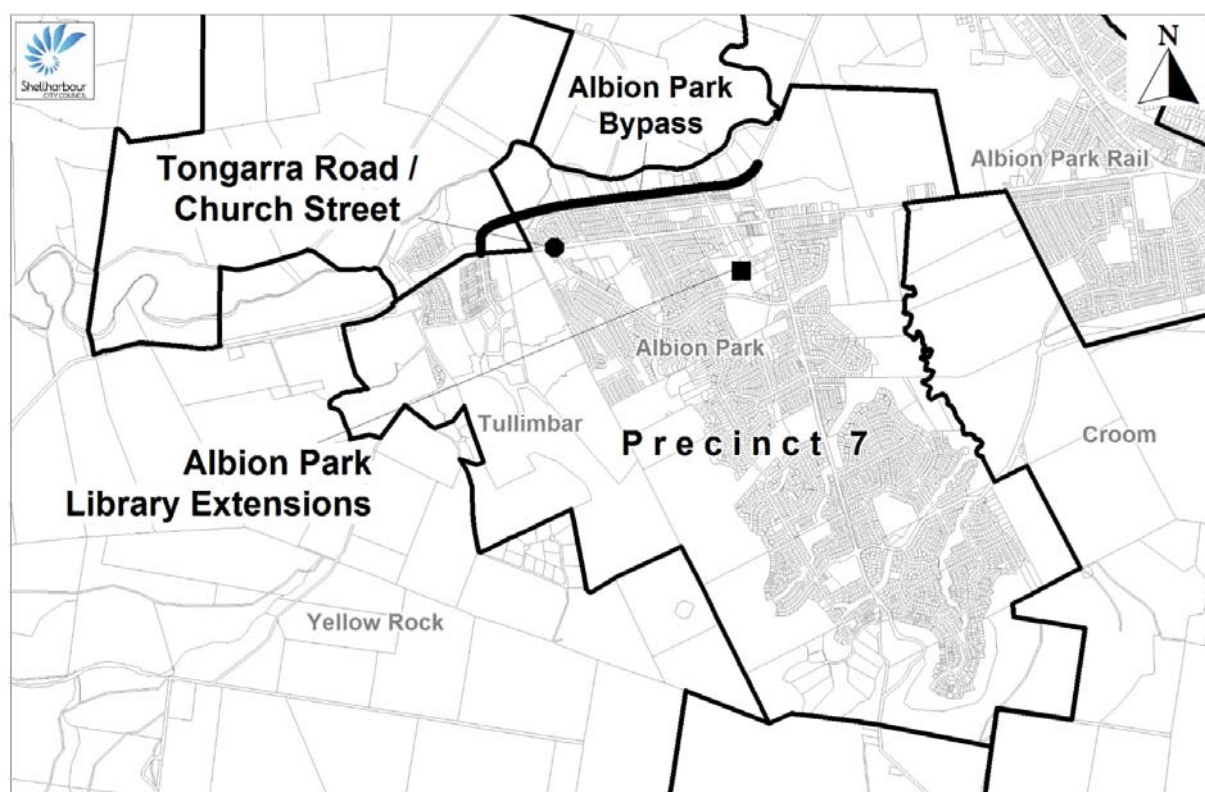 Shellharbour
CITY COUNCIL
N
Albion Park
Bypass
Tongarra Road /
Church Street
Albion Park Rail
Albion Park
Tullimbar
Precinct 7
Croom
Albion Park
Library Extensions
Yellow Rock